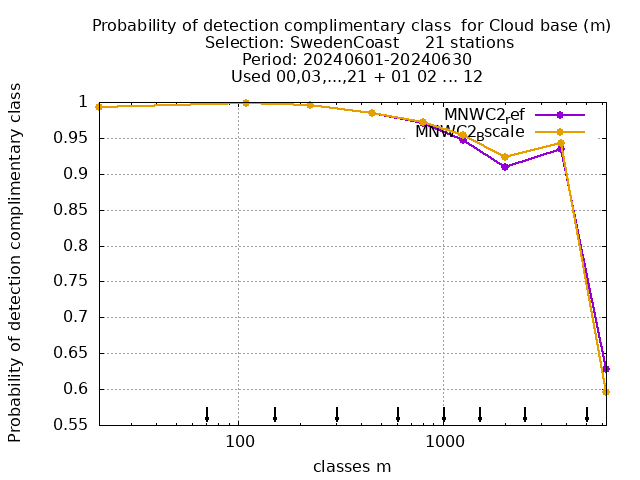 Probability of detection complimentary class  for Cloud base (m)
Selection: SwedenCoast     21 stations
Period: 20240601-20240630
Used 00,03,...,21 + 01 02 ... 12
MNWC2ref
MNWC2Bscale
Probability of detection complimentary class
1
0.95
0.9
0.85
0.8
0.75
0.7
0.65
0.6
0.55
100
1000
classes m